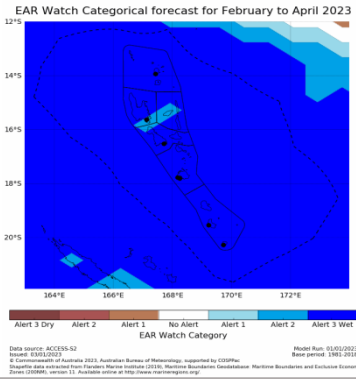 EAR Watch Categorical forecast for February to April 2023
12°S
14°S
16°S
18°S
20°S
164°E 166°E 168°E 170°E 172°E
Alert 3 Dry Alert 2 Alert 1 No Alert Alert 1 Alert 2 Alert 3 Wet
EAR Watch Category
Data source: ACCESS-S2 Model Run: 01/01/2023
Issued: 03/01/2023 Base period: 1981-2018
© Commonwealth of Australia 2023, Australian Bureau of Meteorology, supported by COSPPac
Shapefile data extracted from Flanders Marine Institute (2019), Maritime Boundaries Geodatabase: Maritime Boundaries and Exclusive Economic
Zones (200NM), version 11. Available online at http://www.marineregions.org/.